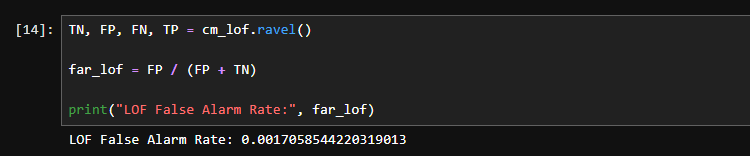 [14]: TN, FP, FN, TP = cm_lof.ravel()
far_lof = FP / (FP + TN)
print("LOF False Alarm Rate:", far_lof)
LOF False Alarm Rate: 0.0017058544220319013